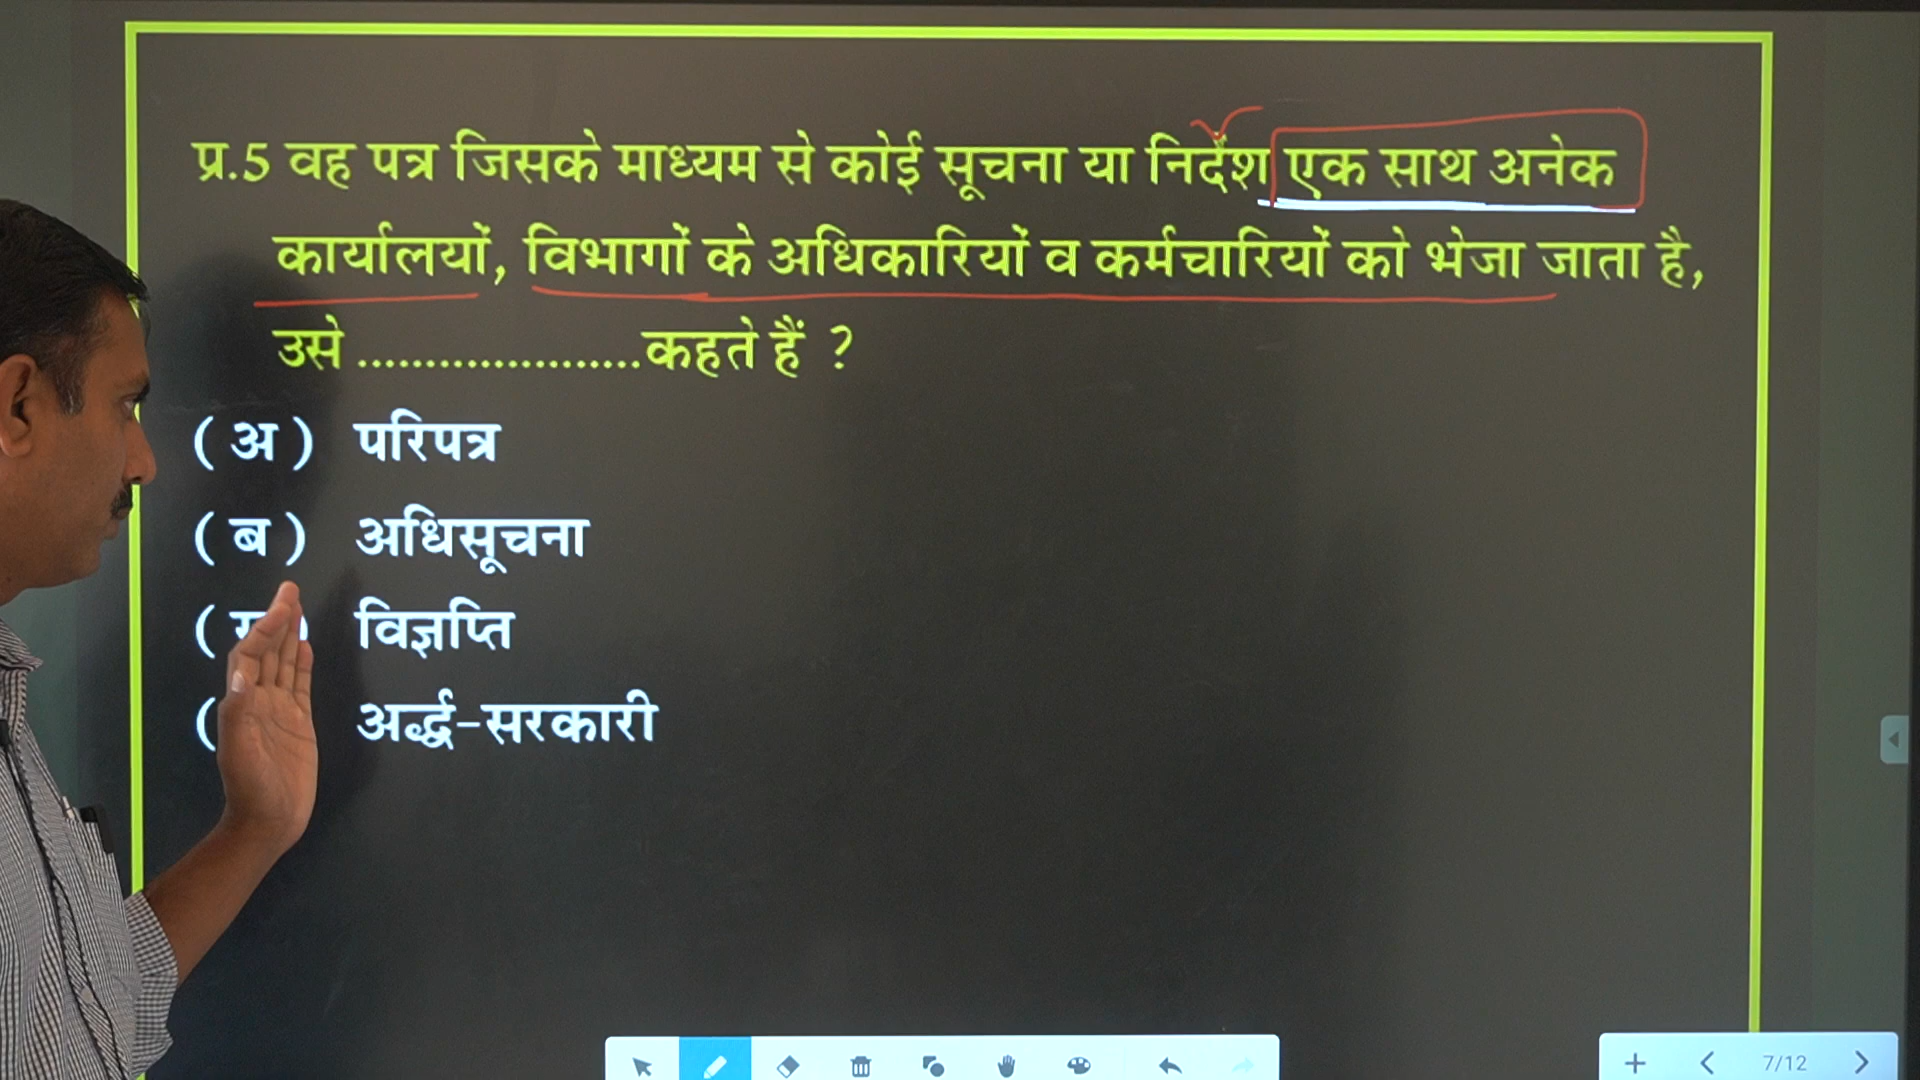 प्र.5 वह पत्र जिसके माध्यम से कोई सूचना या निर्देश एक साथ अनेक
कार्यालयों, विभागों के अधिकारियों व कर्मचारियों को भेजा जाता है,
उसे .....................कहते हैं ?
( अ ) परिपत्र
( ब ) अधिसूचना
( ) विज्ञप्ति
( अर्द्ध-सरकारी
7/12